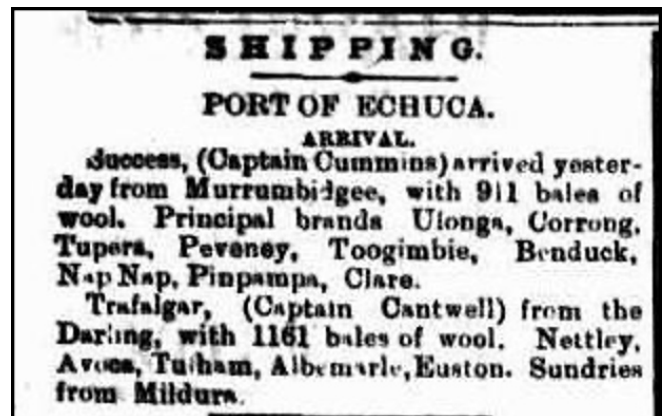 SHIPPING.
PORT OF ECHUCA.
ARRIVAL.
Success, (Captain Cummins) arrived yester-
day from Murrumbidgee, with 911 bales of
wool. Principal brands Ulonga, Corrong,
Tupera, Peveney, Toogimbie, Benduck,
Nap Nap, Pinpampa, Clare.
Trafalgar, (Captain Cantwell) from the
Darling, with 1161 bales of wool. Nettley,
Avoca, Tulham, Albemarle, Euston. Sundries
from Mildura.